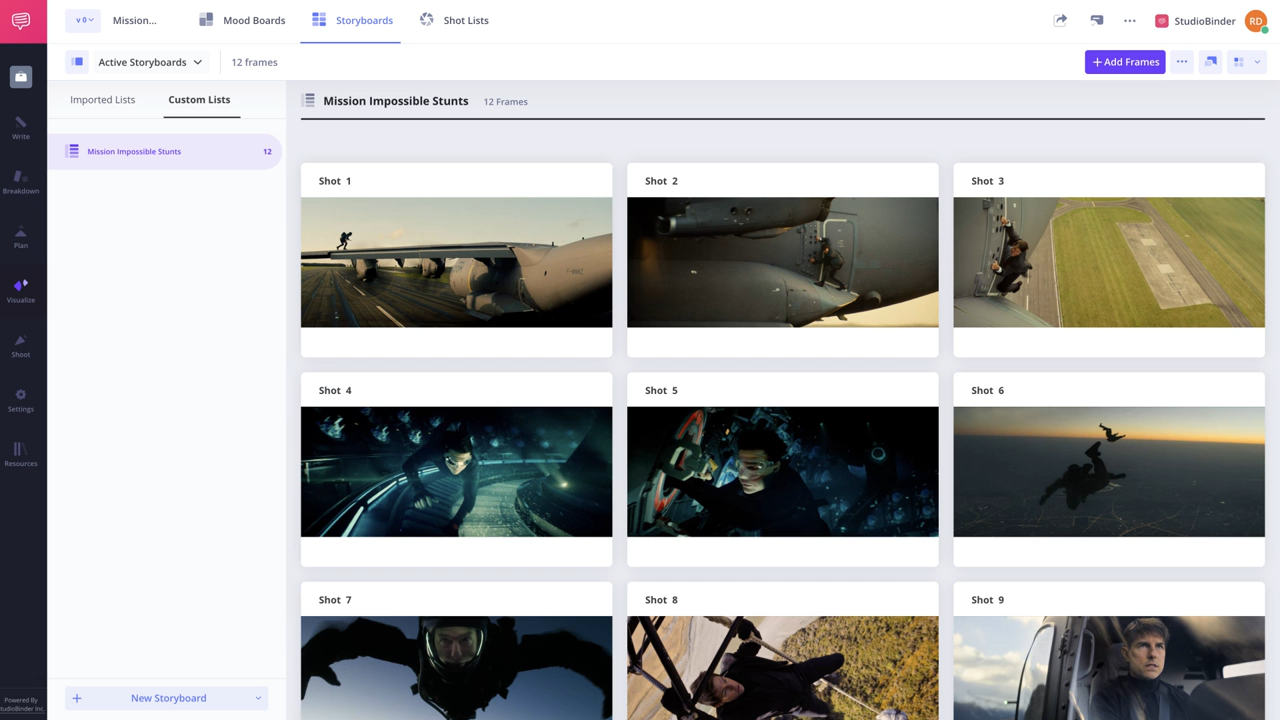 v 0
Mission...
Mood Boards
Storyboards
Shot Lists
StudioBinder
RD
Active Storyboards
12 frames
+ Add Frames
Imported Lists
Custom Lists
Mission Impossible Stunts
12
Mission Impossible Stunts
12 Frames
Write
Breakdown
Plan
Visualize
Shoot
Settings
Resources
Shot 1
Shot 2
Shot 3
Shot 4
Shot 5
Shot 6
Shot 7
Shot 8
Shot 9
+ New Storyboard
Powered By
tudioBinder Inc.